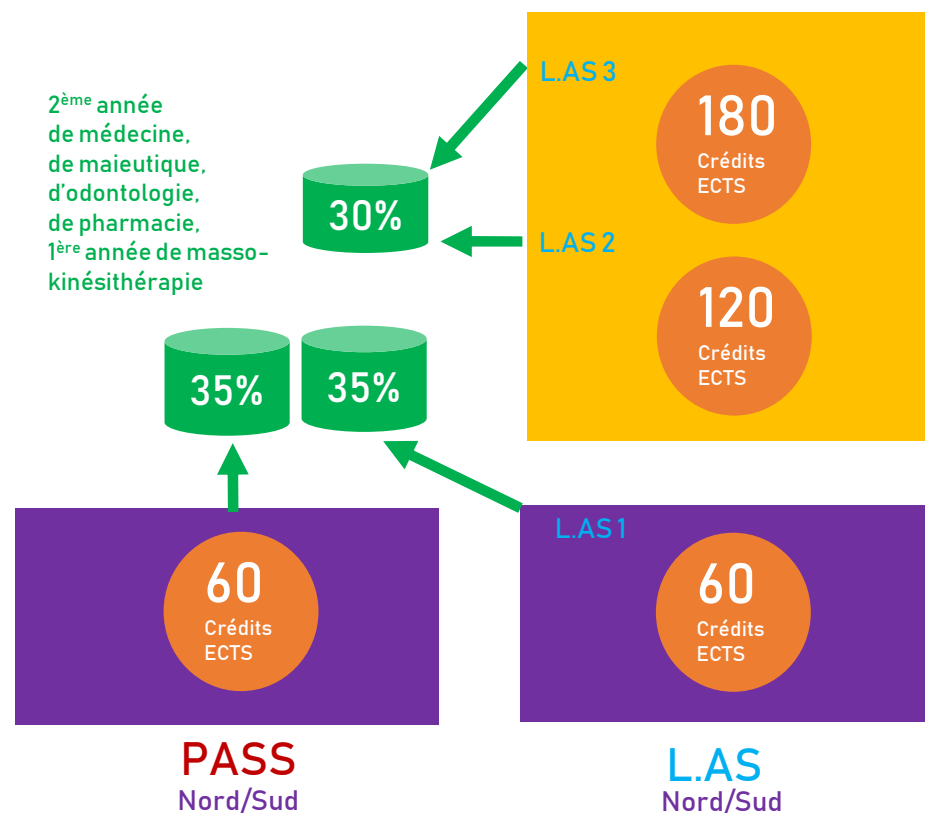 2ème année
de médecine,
de maieutique,
d'odontologie,
de pharmacie,
1ère année de masso-
kinésithérapie
L.AS 3
180
Crédits
ECTS
30%
L.AS 2
120
Crédits
ECTS
35%
35%
L.AS 1
60
Crédits
ECTS
60
Crédits
ECTS
PASS
Nord/Sud
L.AS
Nord/Sud